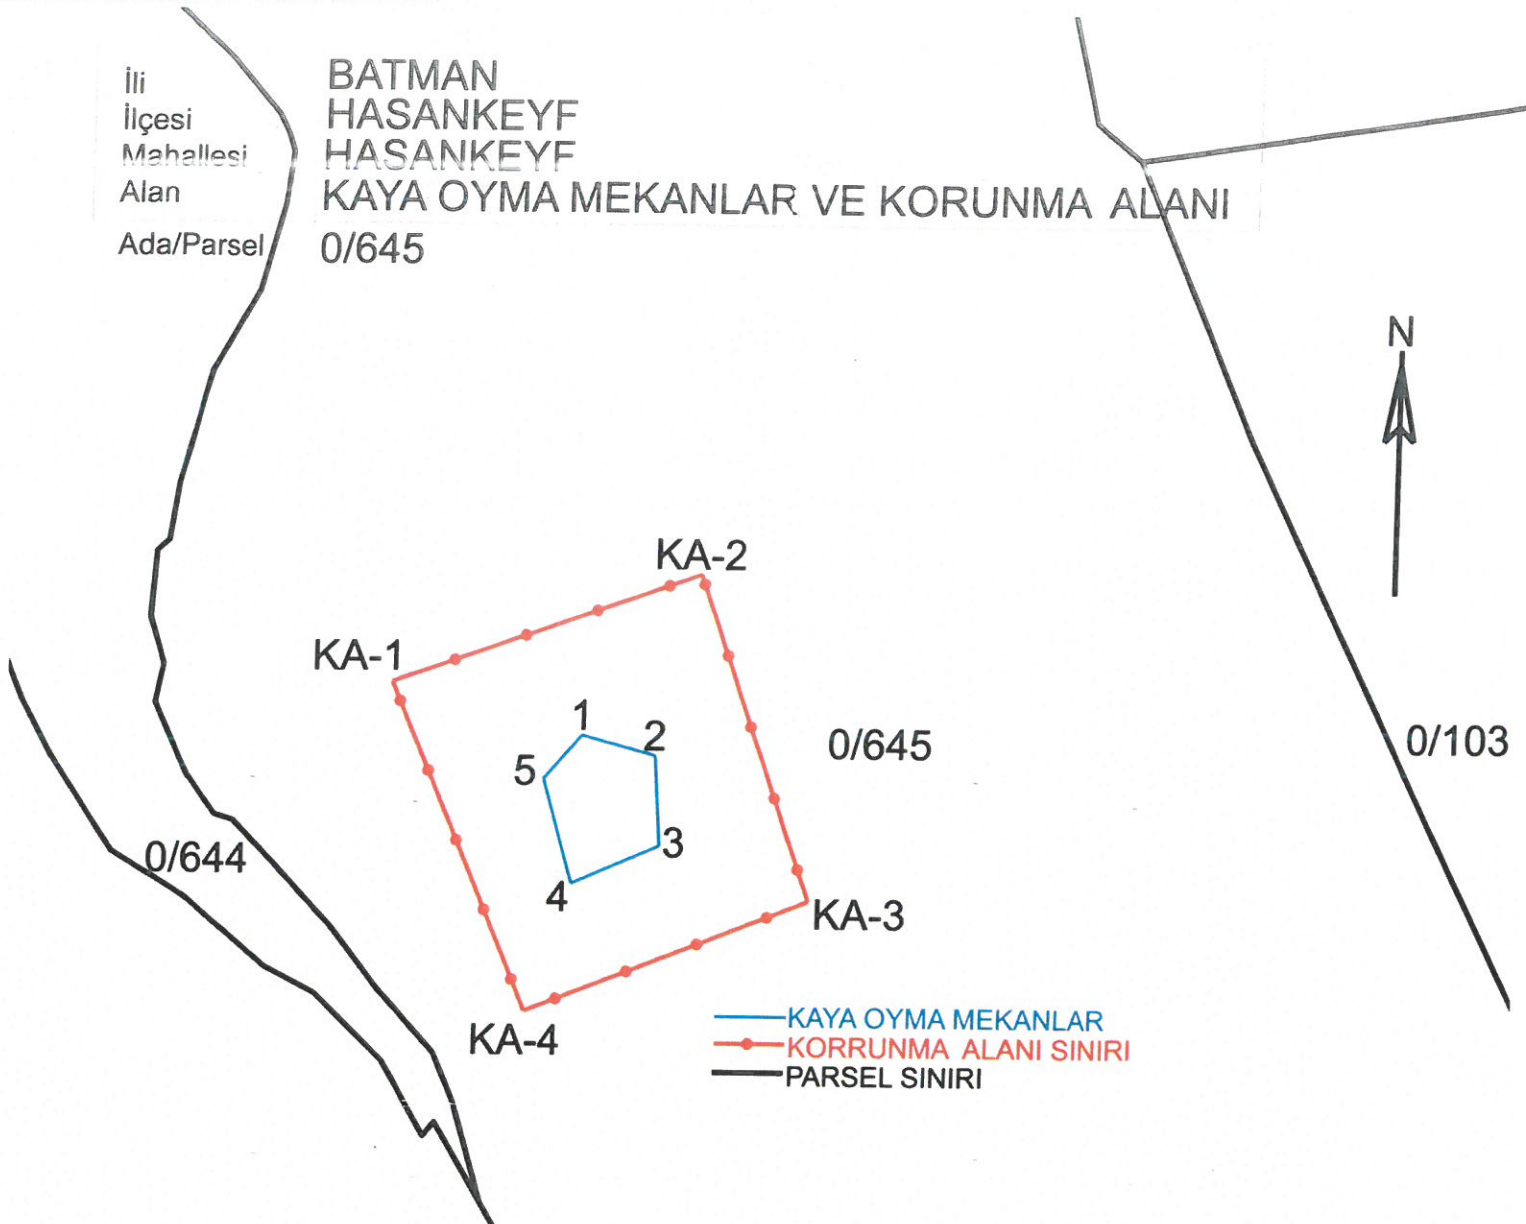 İli BATMAN
İlçesi HASANKEYF
Mahallesi HASANKEYF
Alan KAYA OYMA MEKANLAR VE KORUNMA ALANI
Ada/Parsel 0/645
N
KA-2
KA-1
1
2
0/645
0/103
5
3
0/644
4
KA-3
KA-4
KAYA OYMA MEKANLAR
KORRUNMA ALANI SINIRI
PARSEL SINIRI